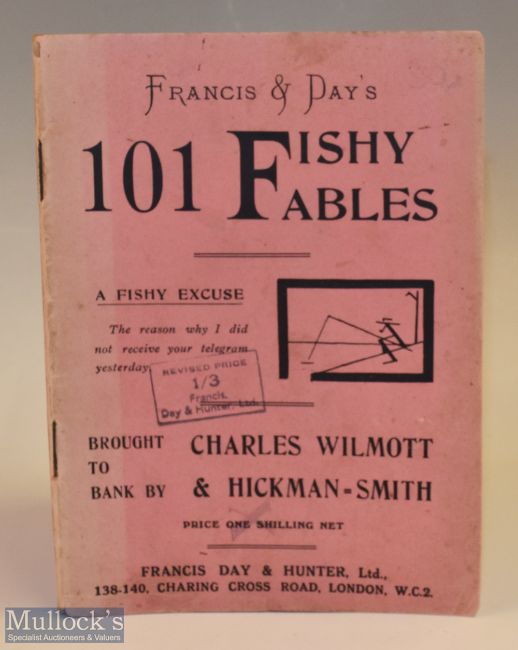 FRANCIS & DAY'S
101 FISHY
FABLES
A FISHY EXCUSE
The reason why I did
not receive your telegram
yesterday.
REVISED PRICE
1/3
Francis,
Day & Hunter, Ltd.
BROUGHT
TO
BANK BY
CHARLES WILMOTT
& HICKMAN=SMITH
PRICE ONE SHILLING NET
FRANCIS DAY & HUNTER, Ltd.,
138-140, CHARING CROSS ROAD, LONDON, W.C.2.
Mullock's
Specialist Auctioneers & Valuers